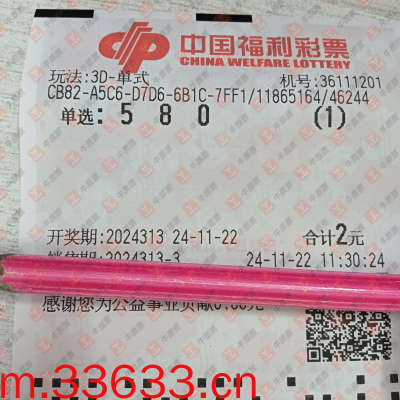 中国福利彩票
CHINA WELFARE LOTTERY
玩法:3D-单式 机号:36111201
CB82-A5C6-D7D6-6B1C-7FF1/11865164/46244
单选: 5 8 0 (1)
开奖期:2024313 24-11-22 合计2元
2024313-3 24-11-22 11:30:24
感谢您为公益事业贡献
m.33633.cn